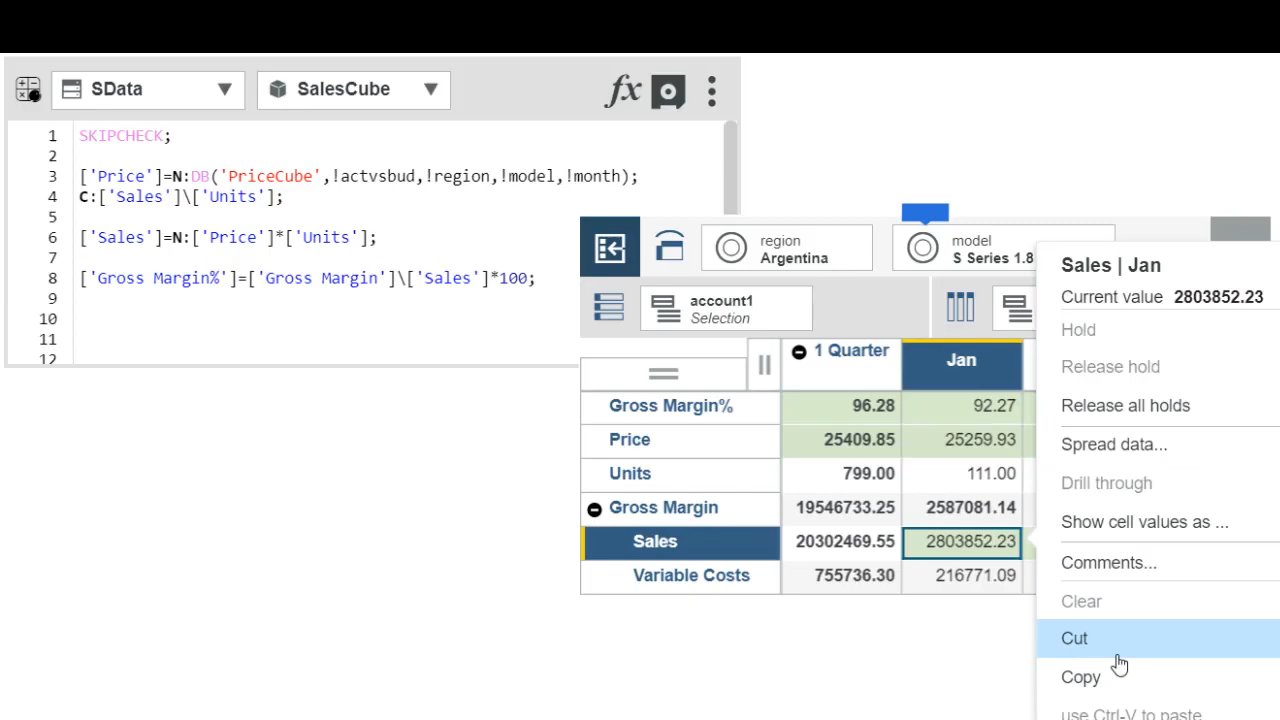 SData
SalesCube
fx
1 SKIPCHECK;
2
3 ['Price']=N:DB('PriceCube',!actvsbud,!region,!model,!month);
4 C:['Sales']\['Units'];
5
6 ['Sales']=N:['Price']*['Units'];
7
8 ['Gross Margin%']=['Gross Margin']\['Sales']*100;
9
10
11
12
region
Argentina
model
S Series 1.8
account1
Selection
1 Quarter Jan
Gross Margin% 96.28 92.27
Price 25409.85 25259.93
Units 799.00 111.00
Gross Margin 19546733.25 2587081.14
Sales 20302469.55 2803852.23
Variable Costs 755736.30 216771.09
Sales | Jan
Current value 2803852.23
Hold
Release hold
Release all holds
Spread data...
Drill through
Show cell values as ...
Comments...
Clear
Cut
Copy
use Ctrl-V to paste